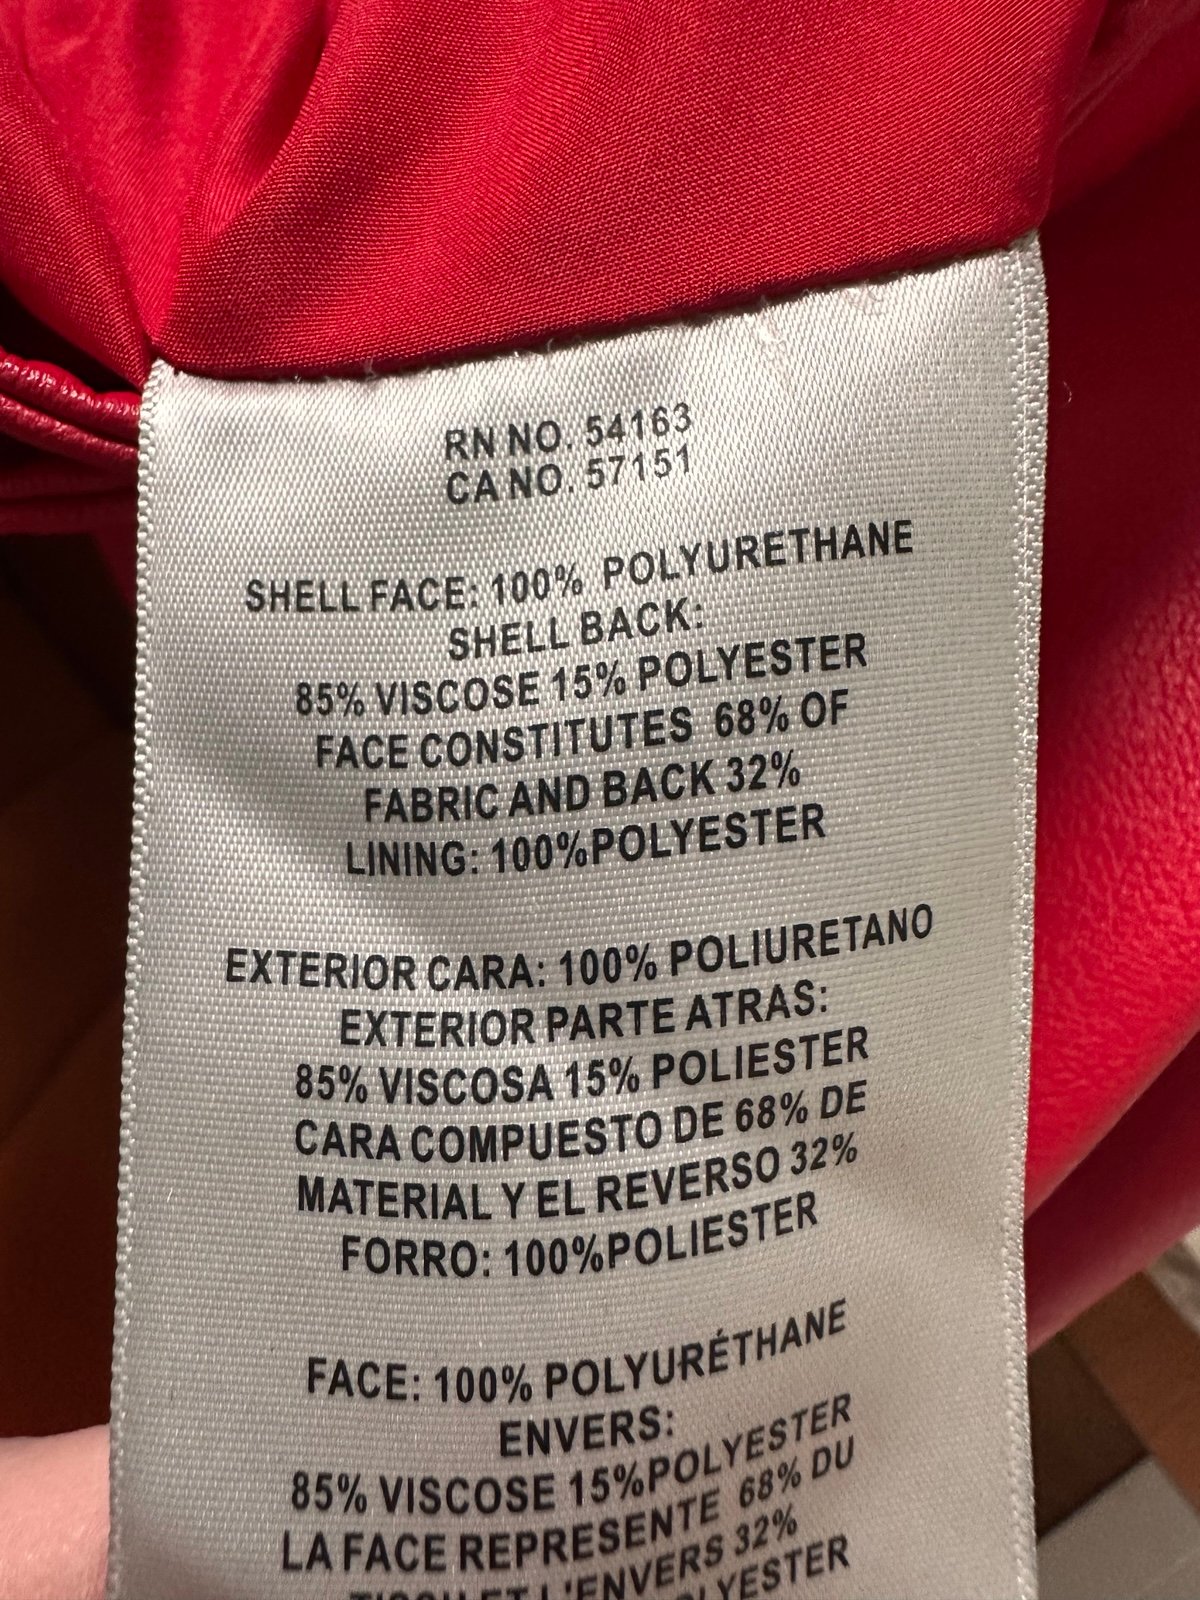 RN NO. 54163
CA NO. 57151
SHELL FACE: 100% POLYURETHANE
SHELL BACK:
85% VISCOSE 15% POLYESTER
FACE CONSTITUTES 68% OF
FABRIC AND BACK 32%
LINING: 100%POLYESTER
EXTERIOR CARA: 100% POLIURETANO
EXTERIOR PARTE ATRAS:
85% VISCOSA 15% POLIESTER
CARA COMPUESTO DE 68% DE
MATERIAL Y EL REVERSO 32%
FORRO: 100%POLIESTER
FACE: 100% POLYURÉTHANE
ENVERS:
85% VISCOSE 15%POLYESTER
LA FACE REPRESENTE 68% DU
TISSU ET L'ENVERS 32%
POLYESTER